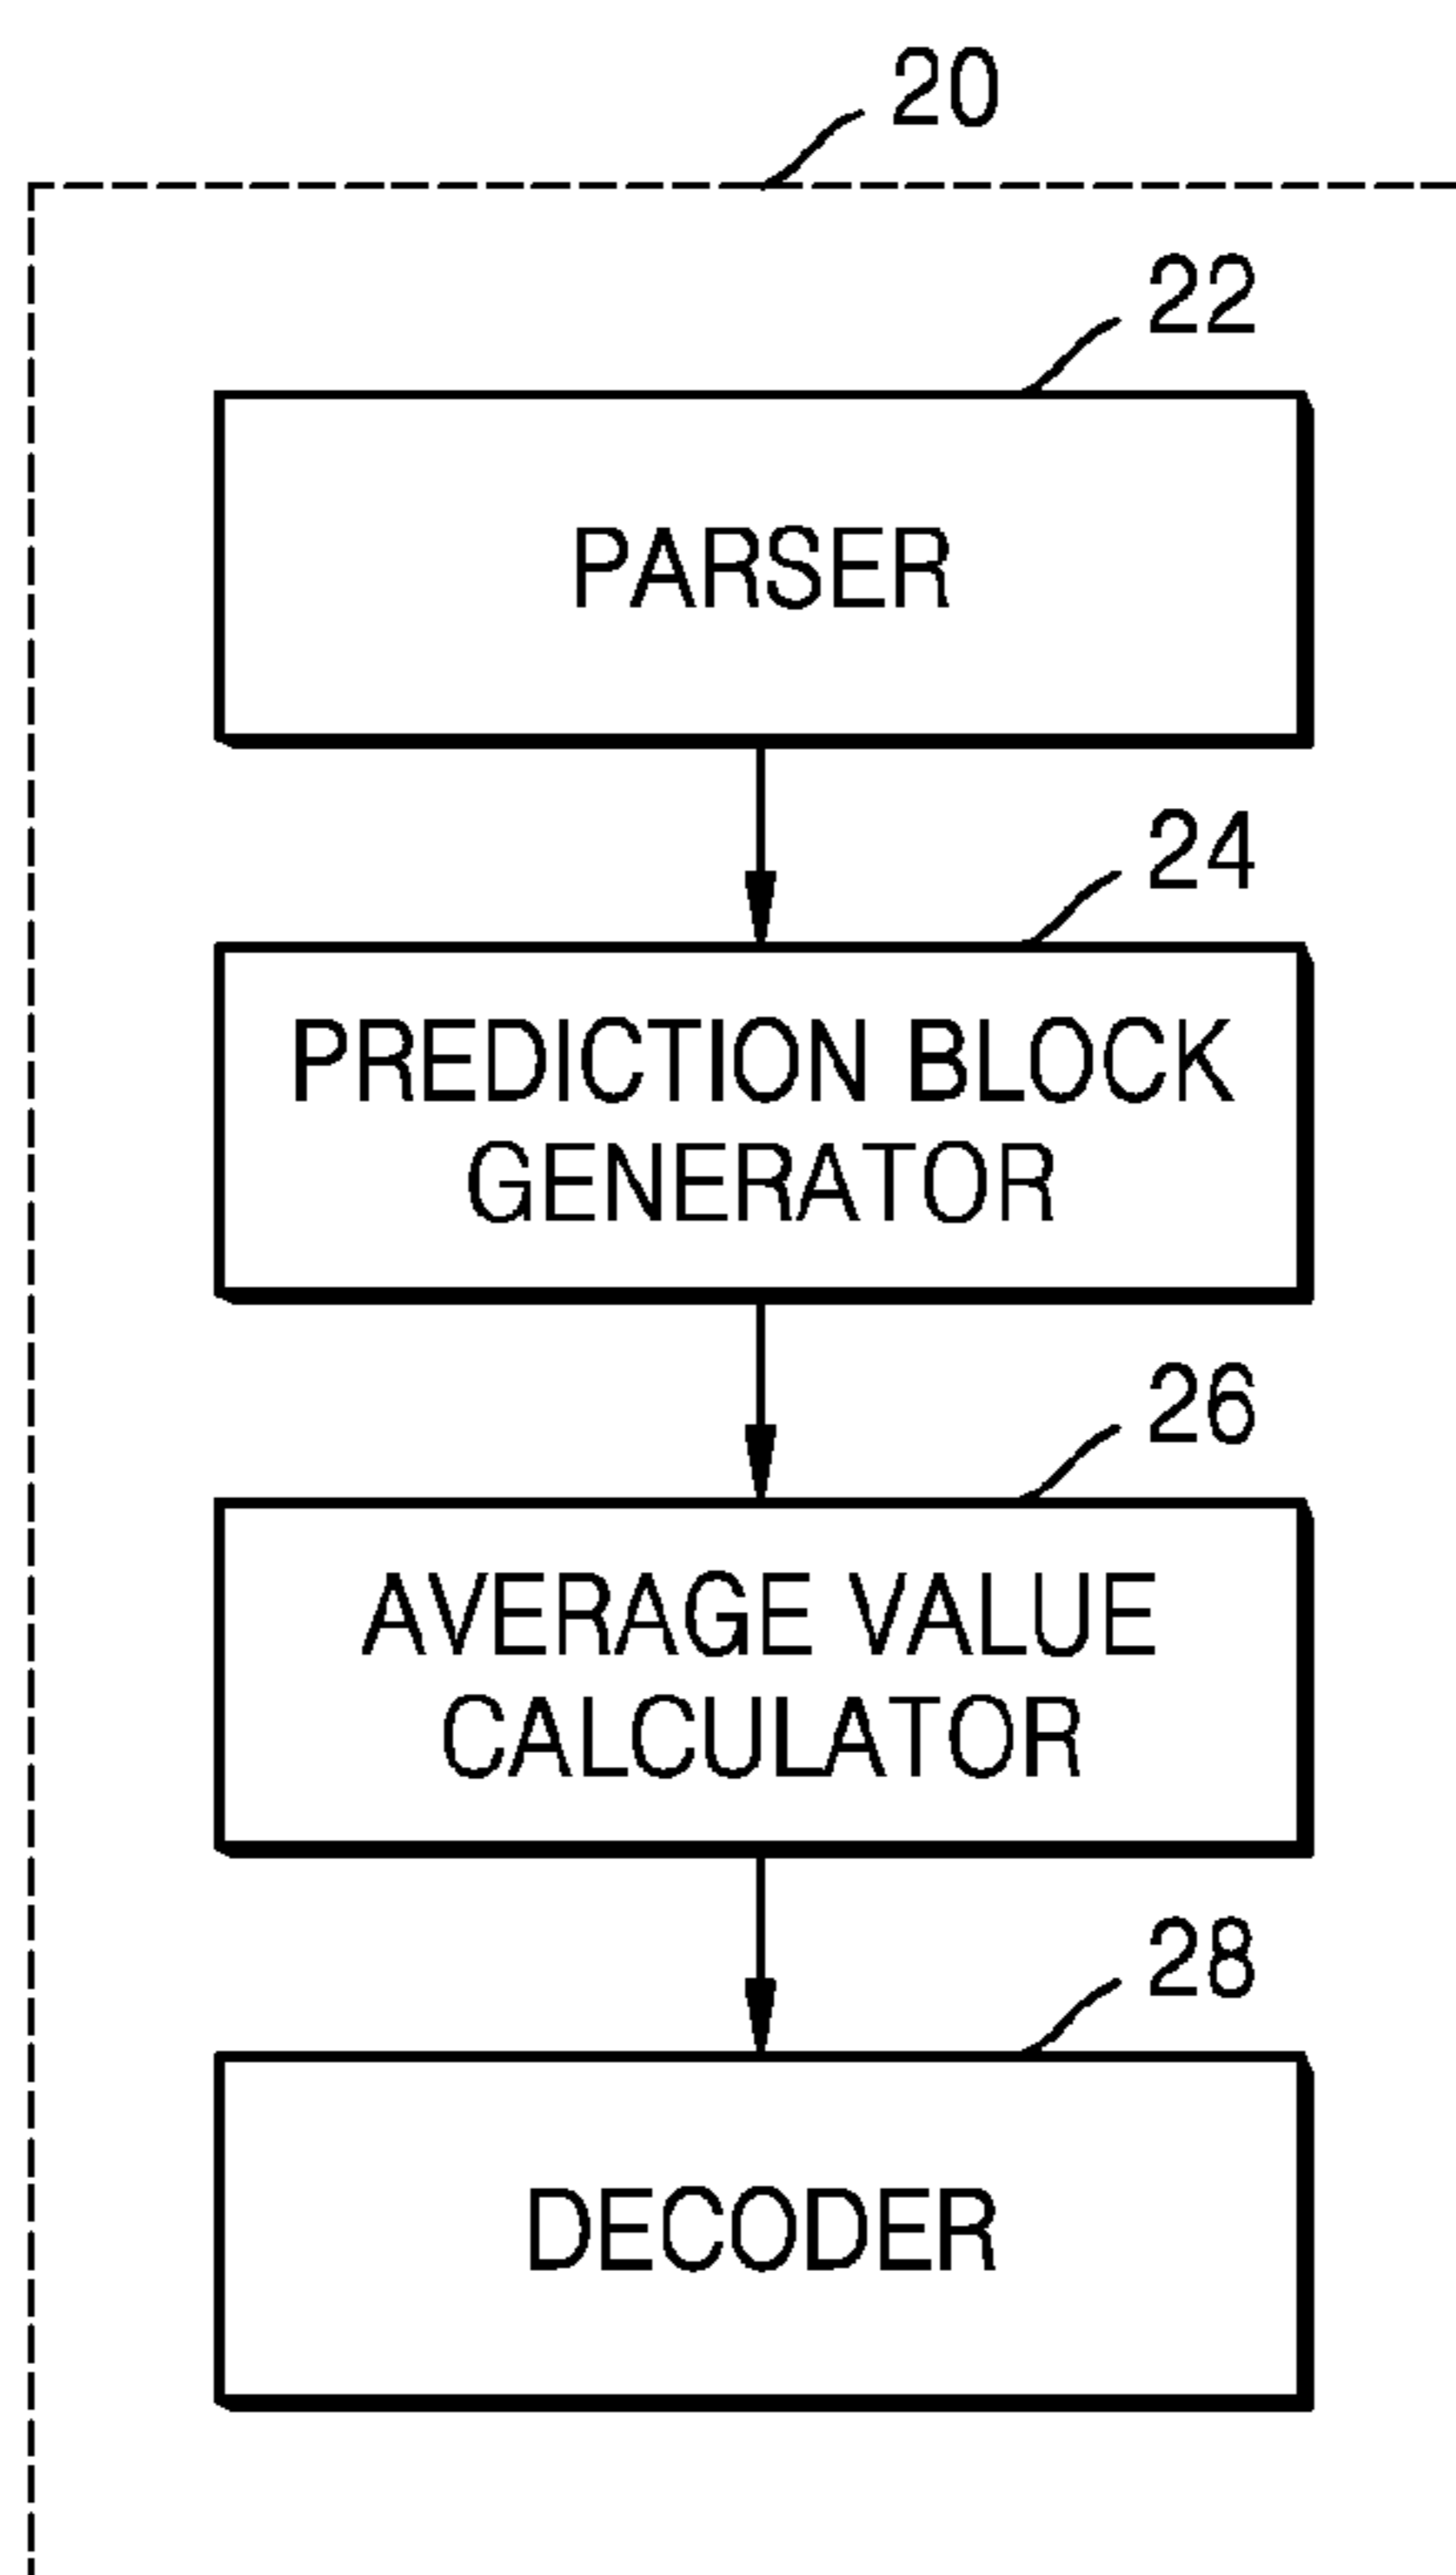 20
22
PARSER
24
PREDICTION BLOCK
GENERATOR
26
AVERAGE VALUE
CALCULATOR
28
DECODER